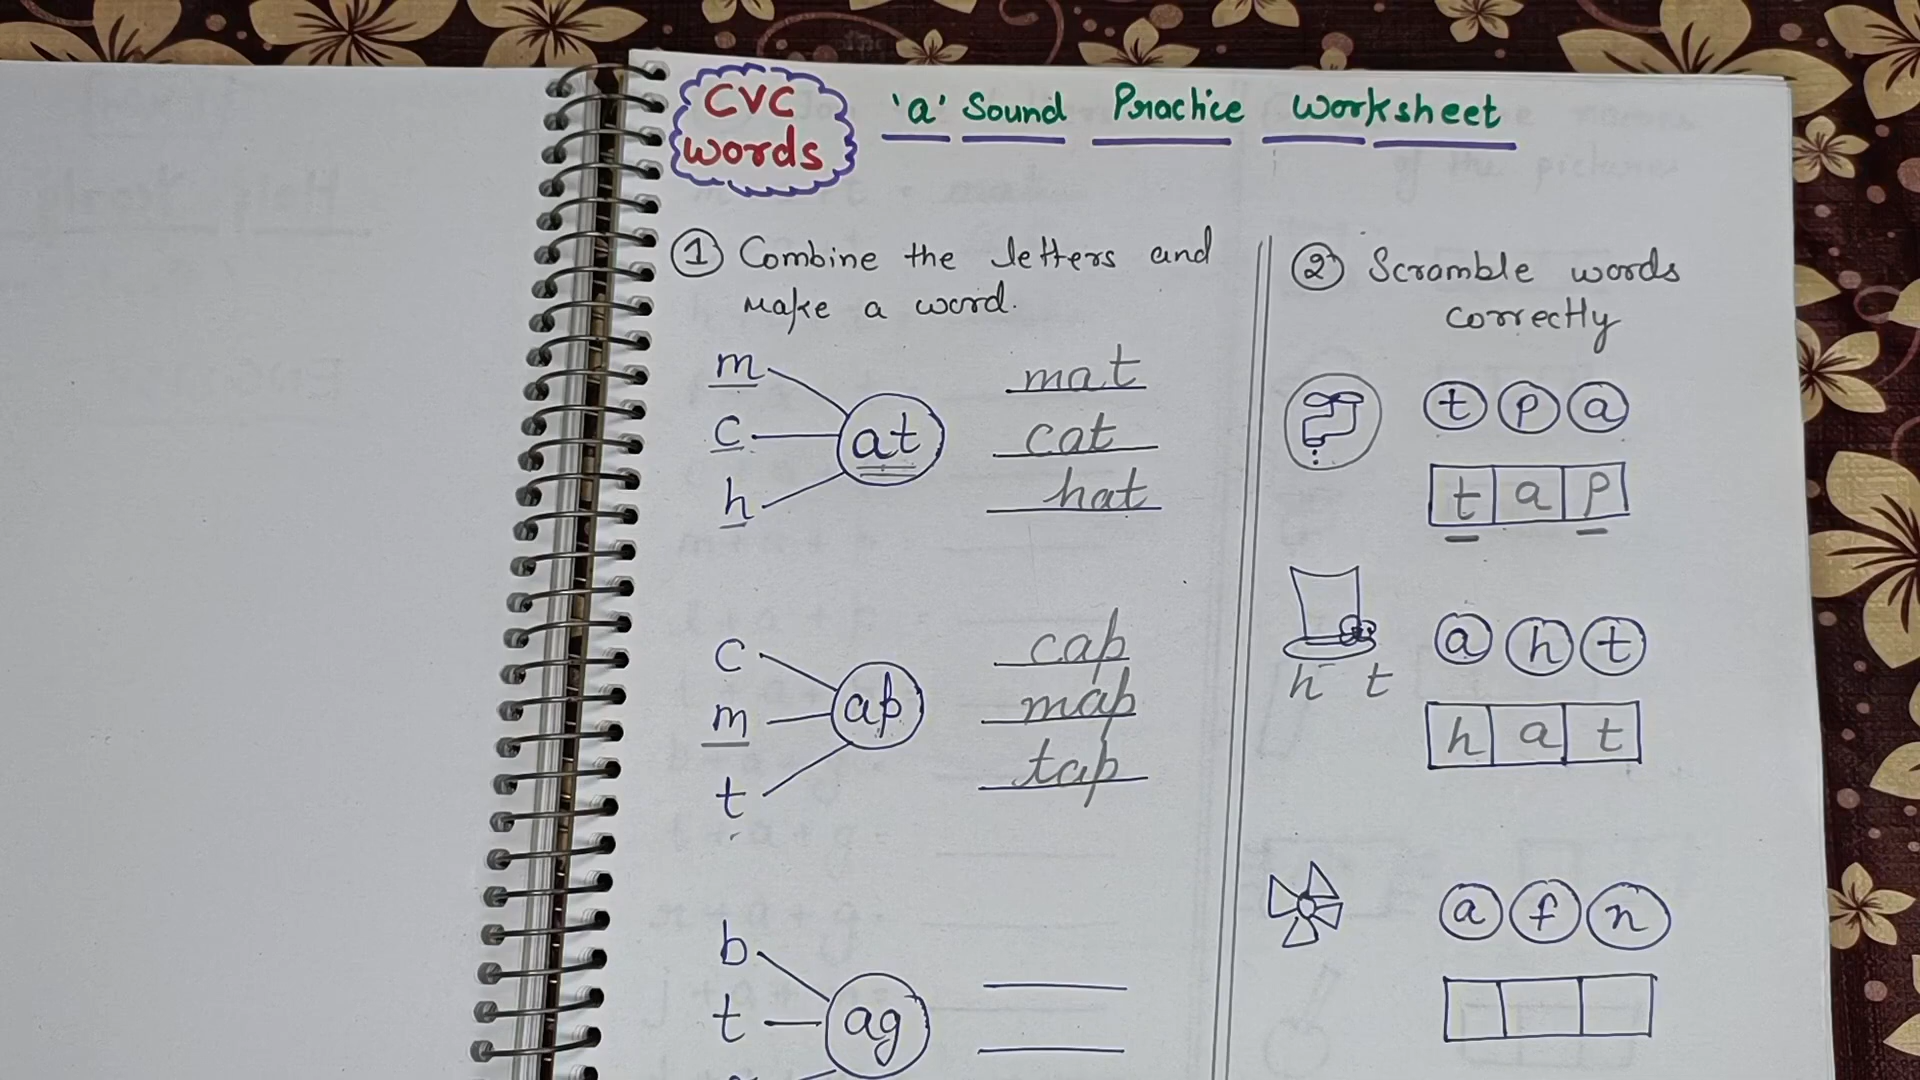 CVC
words
'a' Sound Practice Worksheet
① Combine the letters and
make a word.
m
c
h
at
mat
cat
hat
c
m
t
ap
cap
map
tap
b
t
ag
② Scramble words
correctly
t p a
t a p
h t
a h t
h a t
a f n